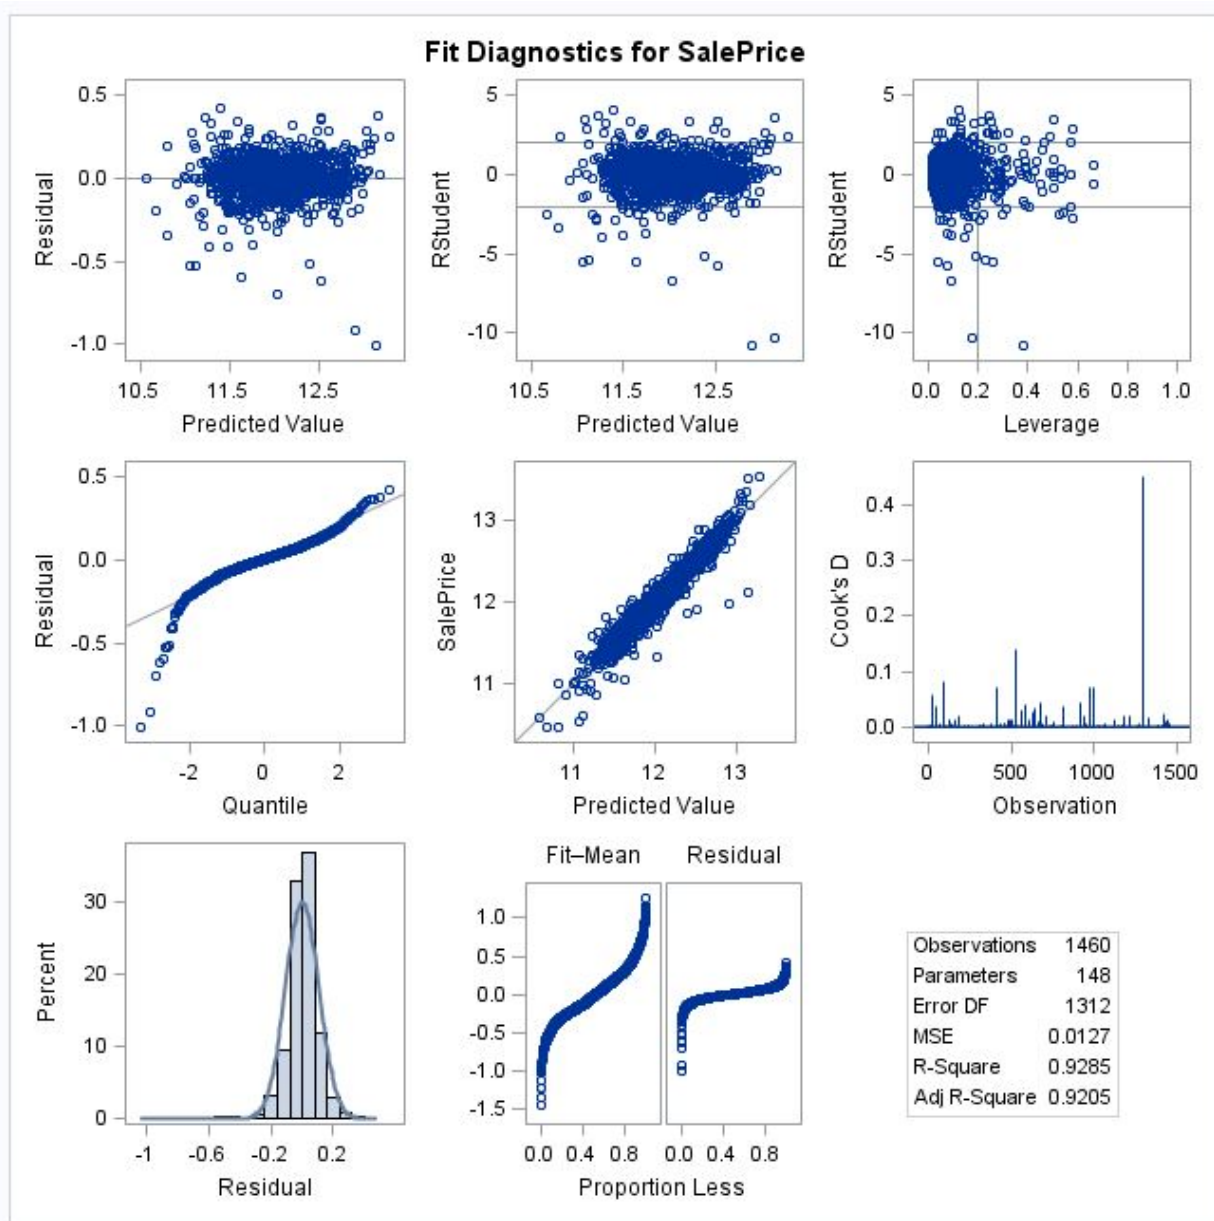 Fit Diagnostics for SalePrice
0.5
0.0
-0.5
-1.0
Residual
10.5 11.5 12.5
Predicted Value
5
0
-5
-10
RStudent
10.5 11.5 12.5
Predicted Value
5
0
-5
-10
RStudent
0.0 0.2 0.4 0.6 0.8 1.0
Leverage
0.5
0.0
-0.5
-1.0
Residual
-2 0 2
Quantile
13
12
11
SalePrice
11 12 13
Predicted Value
0.4
0.3
0.2
0.1
0.0
Cook's D
0 500 1000 1500
Observation
30
20
10
0
Percent
-1 -0.6 -0.2 0.2
Residual
Fit–Mean Residual
1.0
0.5
0.0
-0.5
-1.0
-1.5
0.0 0.4 0.8 0.0 0.4 0.8
Proportion Less
Observations 1460
Parameters 148
Error DF 1312
MSE 0.0127
R-Square 0.9285
Adj R-Square 0.9205